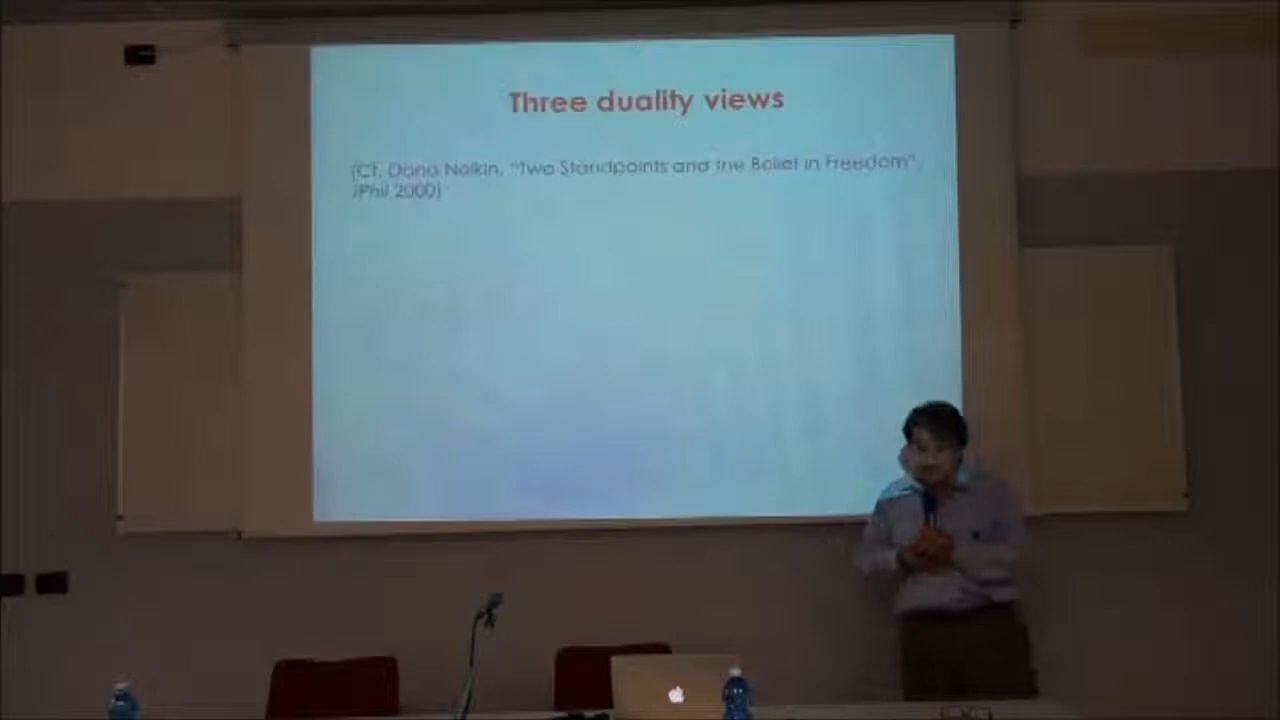 Three duality views
(Cf. Dana Nelkin, "Two Standpoints and the Belief in Freedom",
JPhil 2000)